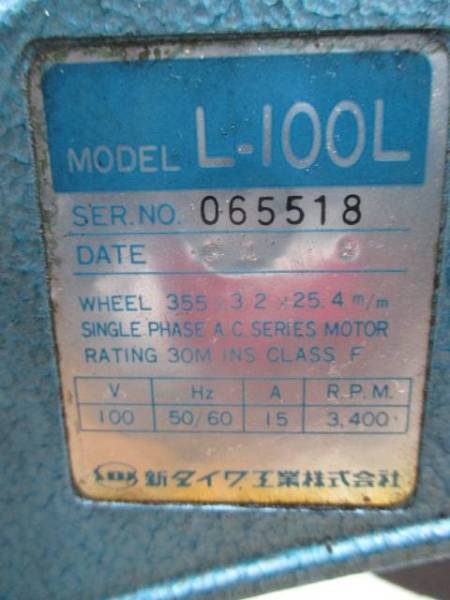 MODEL L-100L
SER.NO. 065518
DATE
WHEEL 355×3.2×25.4 m/m
SINGLE PHASE A.C. SERIES MOTOR
RATING 30M INS CLASS F
V Hz A R.P.M.
100 50/60 15 3,400
新ダイワ工業株式会社